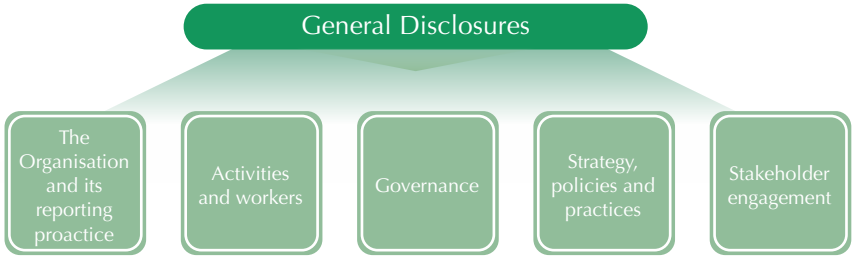 General Disclosures
The
Organisation
and its
reporting
proactice
Activities
and workers
Governance
Strategy,
policies and
practices
Stakeholder
engagement